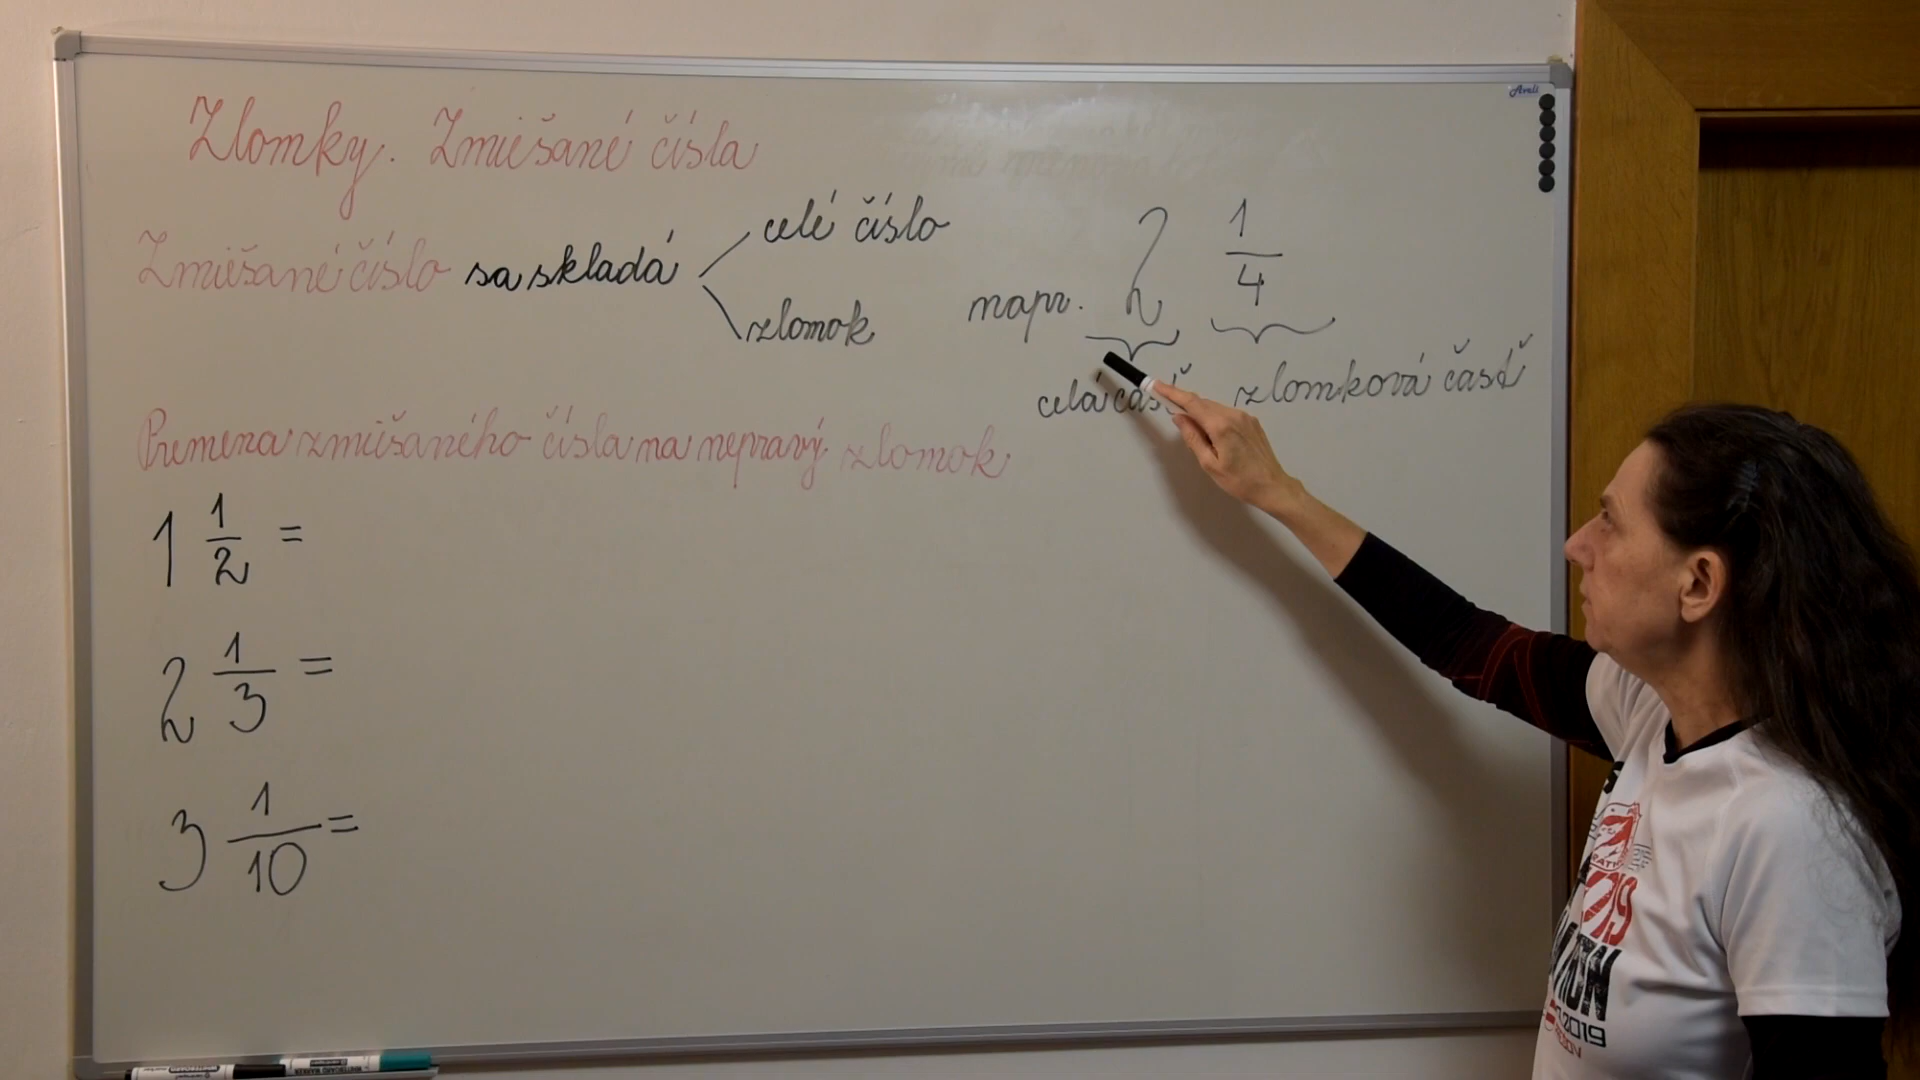 Zlomky. Zmiešané čísla
Zmiešané číslo sa skladá
celé číslo
zlomok
napr. 2 1/4
celá časť zlomková časť
Premena zmiešaného čísla na nepravý zlomok
1 1/2 =
2 1/3 =
3 1/10 =
2019